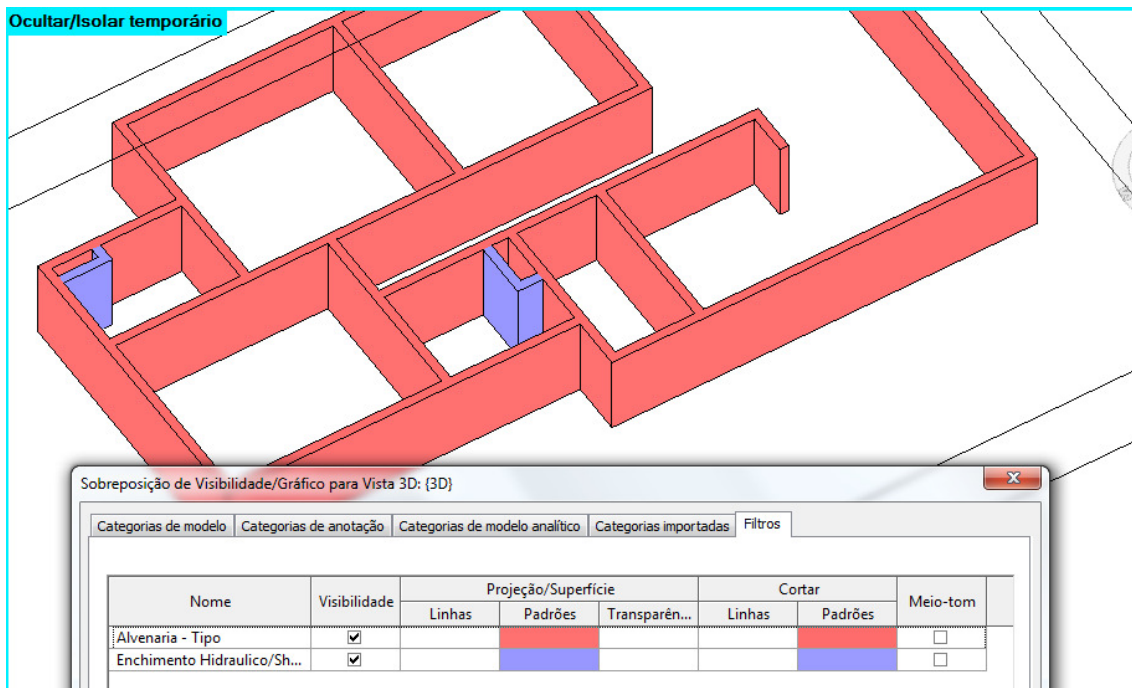 Ocultar/Isolar temporário
Sobreposição de Visibilidade/Gráfico para Vista 3D: {3D}
Categorias de modelo Categorias de anotação Categorias de modelo analítico Categorias importadas Filtros
Nome Visibilidade Projeção/Superfície Cortar Meio-tom
Linhas Padrões Transparên... Linhas Padrões
Alvenaria - Tipo
Enchimento Hidraulico/Sh...